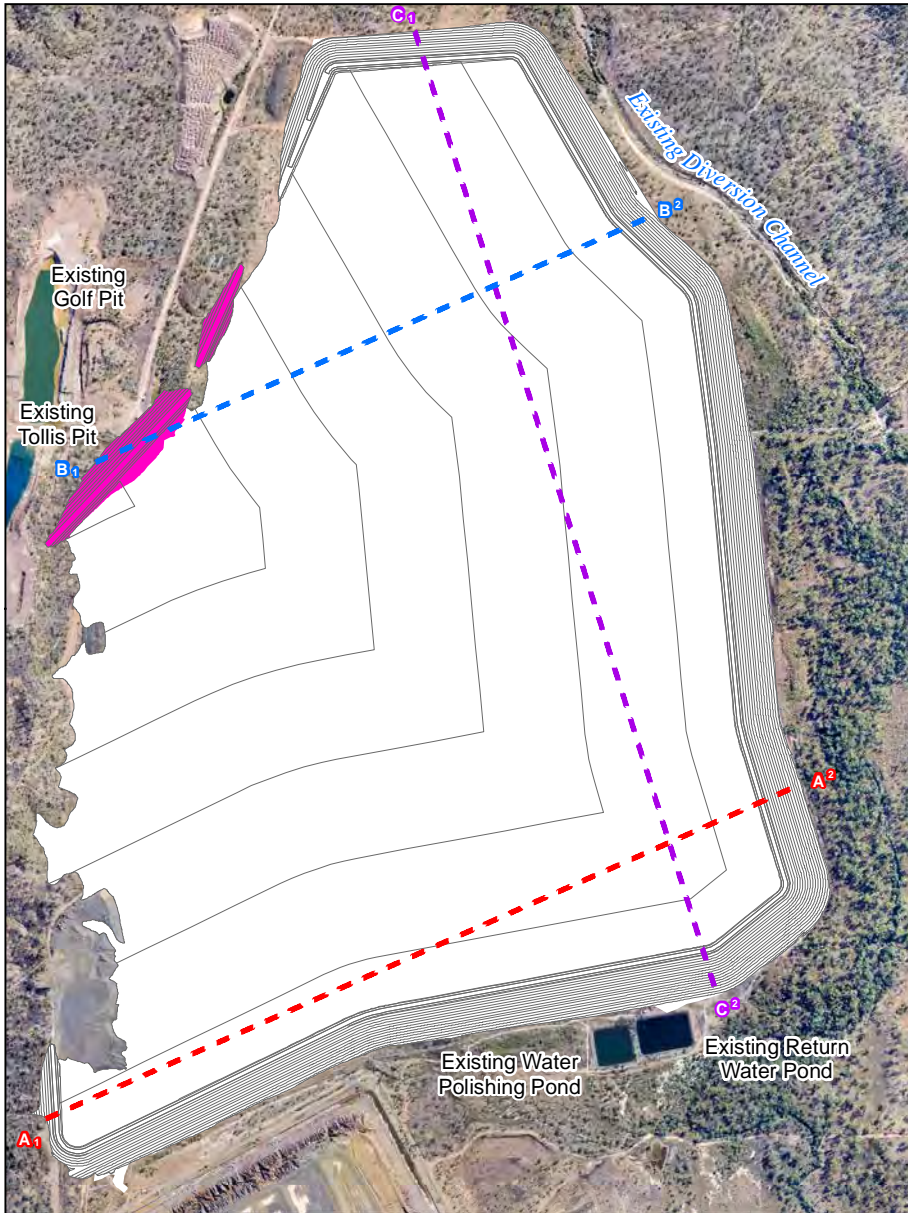 C1
Existing Diversion Channel
B2
Existing
Golf Pit
Existing
Tollis Pit
B1
A2
C2
Existing Water
Polishing Pond
Existing Return
Water Pond
A1